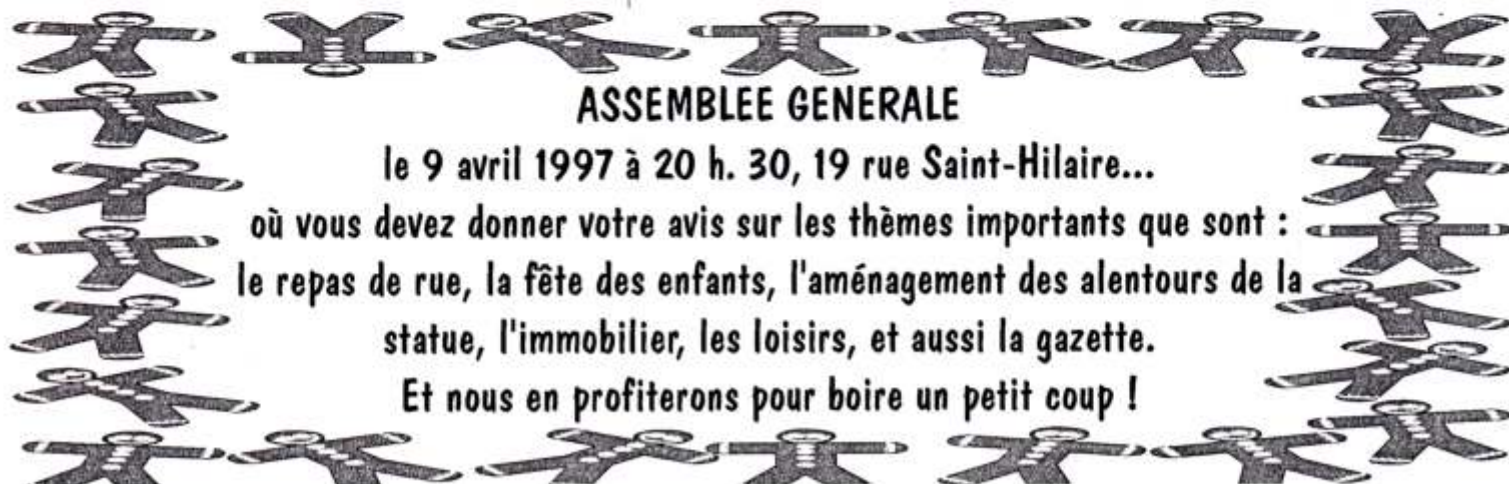 ASSEMBLEE GENERALE
le 9 avril 1997 à 20 h. 30, 19 rue Saint-Hilaire...
où vous devez donner votre avis sur les thèmes importants que sont :
le repas de rue, la fête des enfants, l'aménagement des alentours de la
statue, l'immobilier, les loisirs, et aussi la gazette.
Et nous en profiterons pour boire un petit coup !